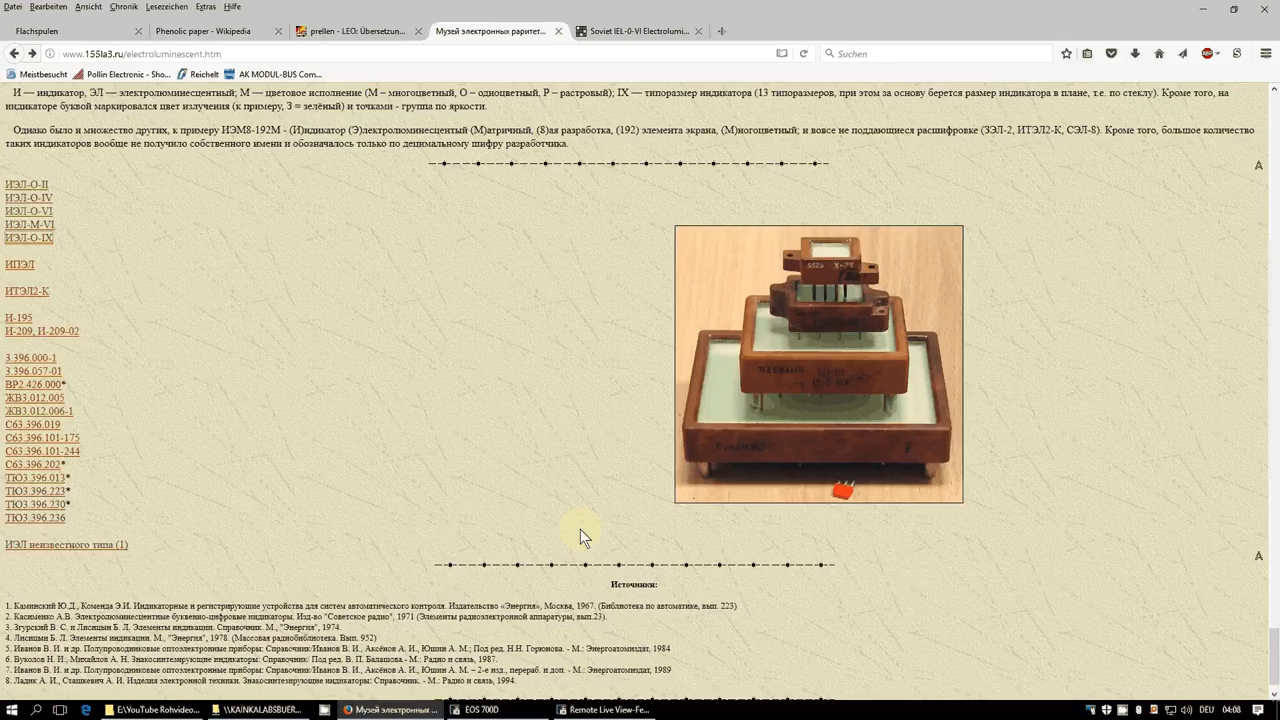 Datei Bearbeiten Ansicht Chronik Lesezeichen Extras Hilfe
Flachspulen
Phenolic paper - Wikipedia
prellen - LEO: Übersetzun...
Музей электронных раритет...
Soviet IEL-0-VI Electrolumi...
www.155la3.ru/electroluminescent.htm
Suchen
Meistbesucht Pollin Electronic - Sho... Reichelt AK MODUL-BUS Com...
И — индикатор, ЭЛ — электролюминесцентный; М — цветовое исполнение (М – многоцветный, О – одноцветный, Р – растровый); IX — типоразмер индикатора (13 типоразмеров, при этом за основу берется размер индикатора в плане, т.е. по стеклу). Кроме того, на
индикаторе буквой маркировался цвет излучения (к примеру, З = зелёный) и точками - группа по яркости.
Однако было и множество других, к примеру ИЭМ8-192М - (И)ндикатор (Э)лектролюминесцентый (М)атричный, (8)ая разработка, (192) элемента экрана, (М)ногоцветный; и вовсе не поддающиеся расшифровке (ЗЭЛ-2, ИТЭЛ2-К, СЭЛ-8). Кроме того, большое количество
таких индикаторов вообще не получило собственного имени и обозначалось только по децимальному шифру разработчика.
ИЭЛ-О-II
ИЭЛ-О-IV
ИЭЛ-О-VI
ИЭЛ-М-VI
ИЭЛ-О-IX
ИПЭЛ
ИТЭЛ2-К
И-195
И-209, И-209-02
3.396.000-1
3.396.057-01
ВР2.426.000*
ЖВ3.012.005
ЖВ3.012.006-1
С63.396.019
С63.396.101-175
С63.396.101-244
С63.396.202*
ТЮ3.396.013*
ТЮ3.396.223*
ТЮ3.396.230*
ТЮ3.396.236
ИЭЛ неизвестного типа (1)
Источники:
1. Каминский Ю.Д., Коменда Э.И. Индикаторные и регистрирующие устройства для систем автоматического контроля. Издательство «Энергия», Москва, 1967. (Библиотека по автоматике, вып. 223)
2. Касименко А.В. Электролюминесцентные буквенно-цифровые индикаторы. Изд-во "Советское радио", 1971 (Элементы радиоэлектронной аппаратуры, вып.23).
3. Згурский В. С. и Лисицын Б. Л. Элементы индикации. Справочник. М., "Энергия", 1974.
4. Лисицын Б. Л. Элементы индикации. М., "Энергия", 1978. (Массовая радиобиблиотека. Вып. 952)
5. Иванов В. И. и др. Полупроводниковые оптоэлектронные приборы: Справочник/Иванов В. И., Аксёнов А. И., Юшин А. М.; Под ред. Н.Н. Горюнова. - М.: Энергоатомиздат, 1984
6. Вуколов Н. И., Михайлов А. Н. Знакосинтезирующие индикаторы: Справочник/ Под ред. В. П. Балашова.- М.: Радио и связь, 1987.
7. Иванов В. И. и др. Полупроводниковые оптоэлектронные приборы: Справочник/Иванов В. И., Аксёнов А. И., Юшин А. М. – 2-е изд., перераб. и доп. - М.: Энергоатомиздат, 1989
8. Ладик А. И., Сташкевич А. И. Изделия электронной техники. Знакосинтезирующие индикаторы: Справочник. - М.: Радио и связь, 1994.
E:\YouTube Rohvideo...
\\KAINKALABSBUER...
Музей электронных ...
EOS 700D
Remote Live View-Fe...
DEU 04:08